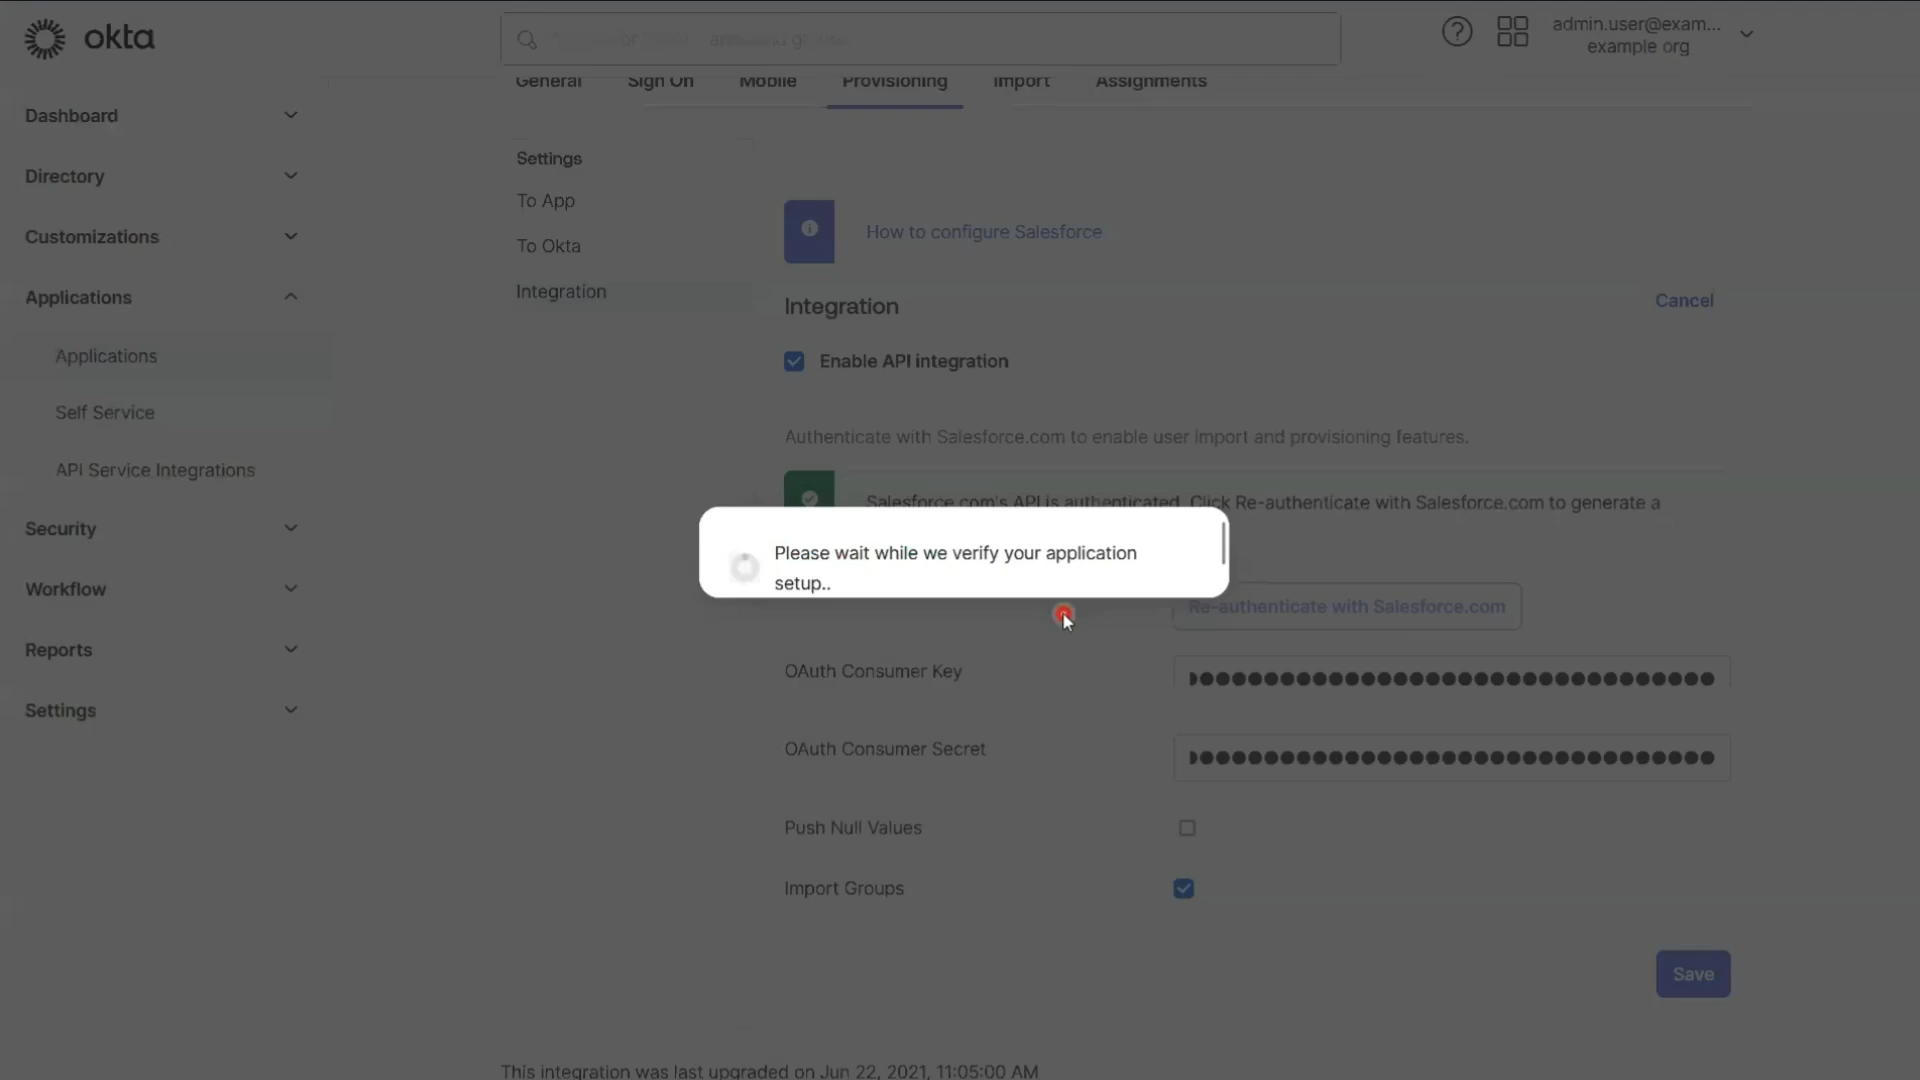 okta
admin.user@exam...
example org
General
Sign On
Mobile
Provisioning
Import
Assignments
Dashboard
Directory
Customizations
Applications
Applications
Self Service
API Service Integrations
Security
Workflow
Reports
Settings
Settings
To App
To Okta
Integration
How to configure Salesforce
Integration
Cancel
Enable API integration
Authenticate with Salesforce.com to enable user import and provisioning features.
Salesforce.com's API is authenticated. Click Re-authenticate with Salesforce.com to generate a
Please wait while we verify your application
setup..
Re-authenticate with Salesforce.com
OAuth Consumer Key
OAuth Consumer Secret
Push Null Values
Import Groups
Save
This integration was last upgraded on Jun 22, 2021, 11:05:00 AM